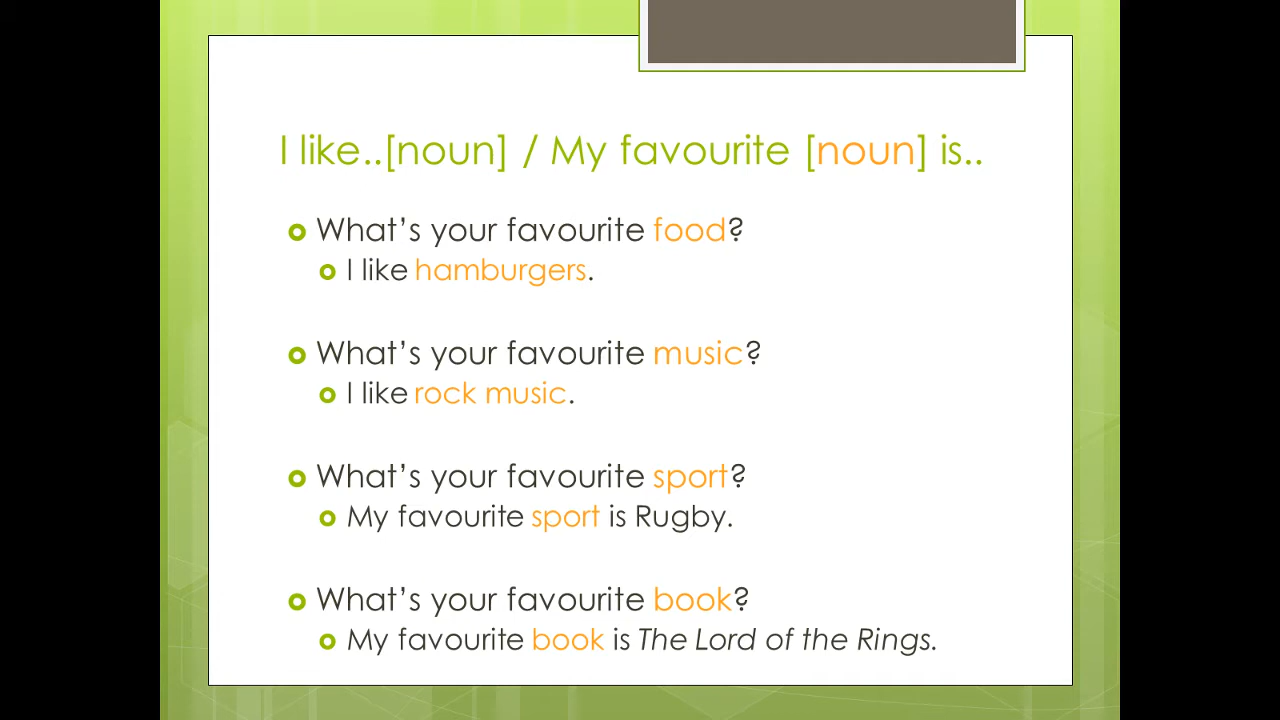 I like..[noun] / My favourite [noun] is..
What’s your favourite food?
I like hamburgers.
What’s your favourite music?
I like rock music.
What’s your favourite sport?
My favourite sport is Rugby.
What’s your favourite book?
My favourite book is The Lord of the Rings.